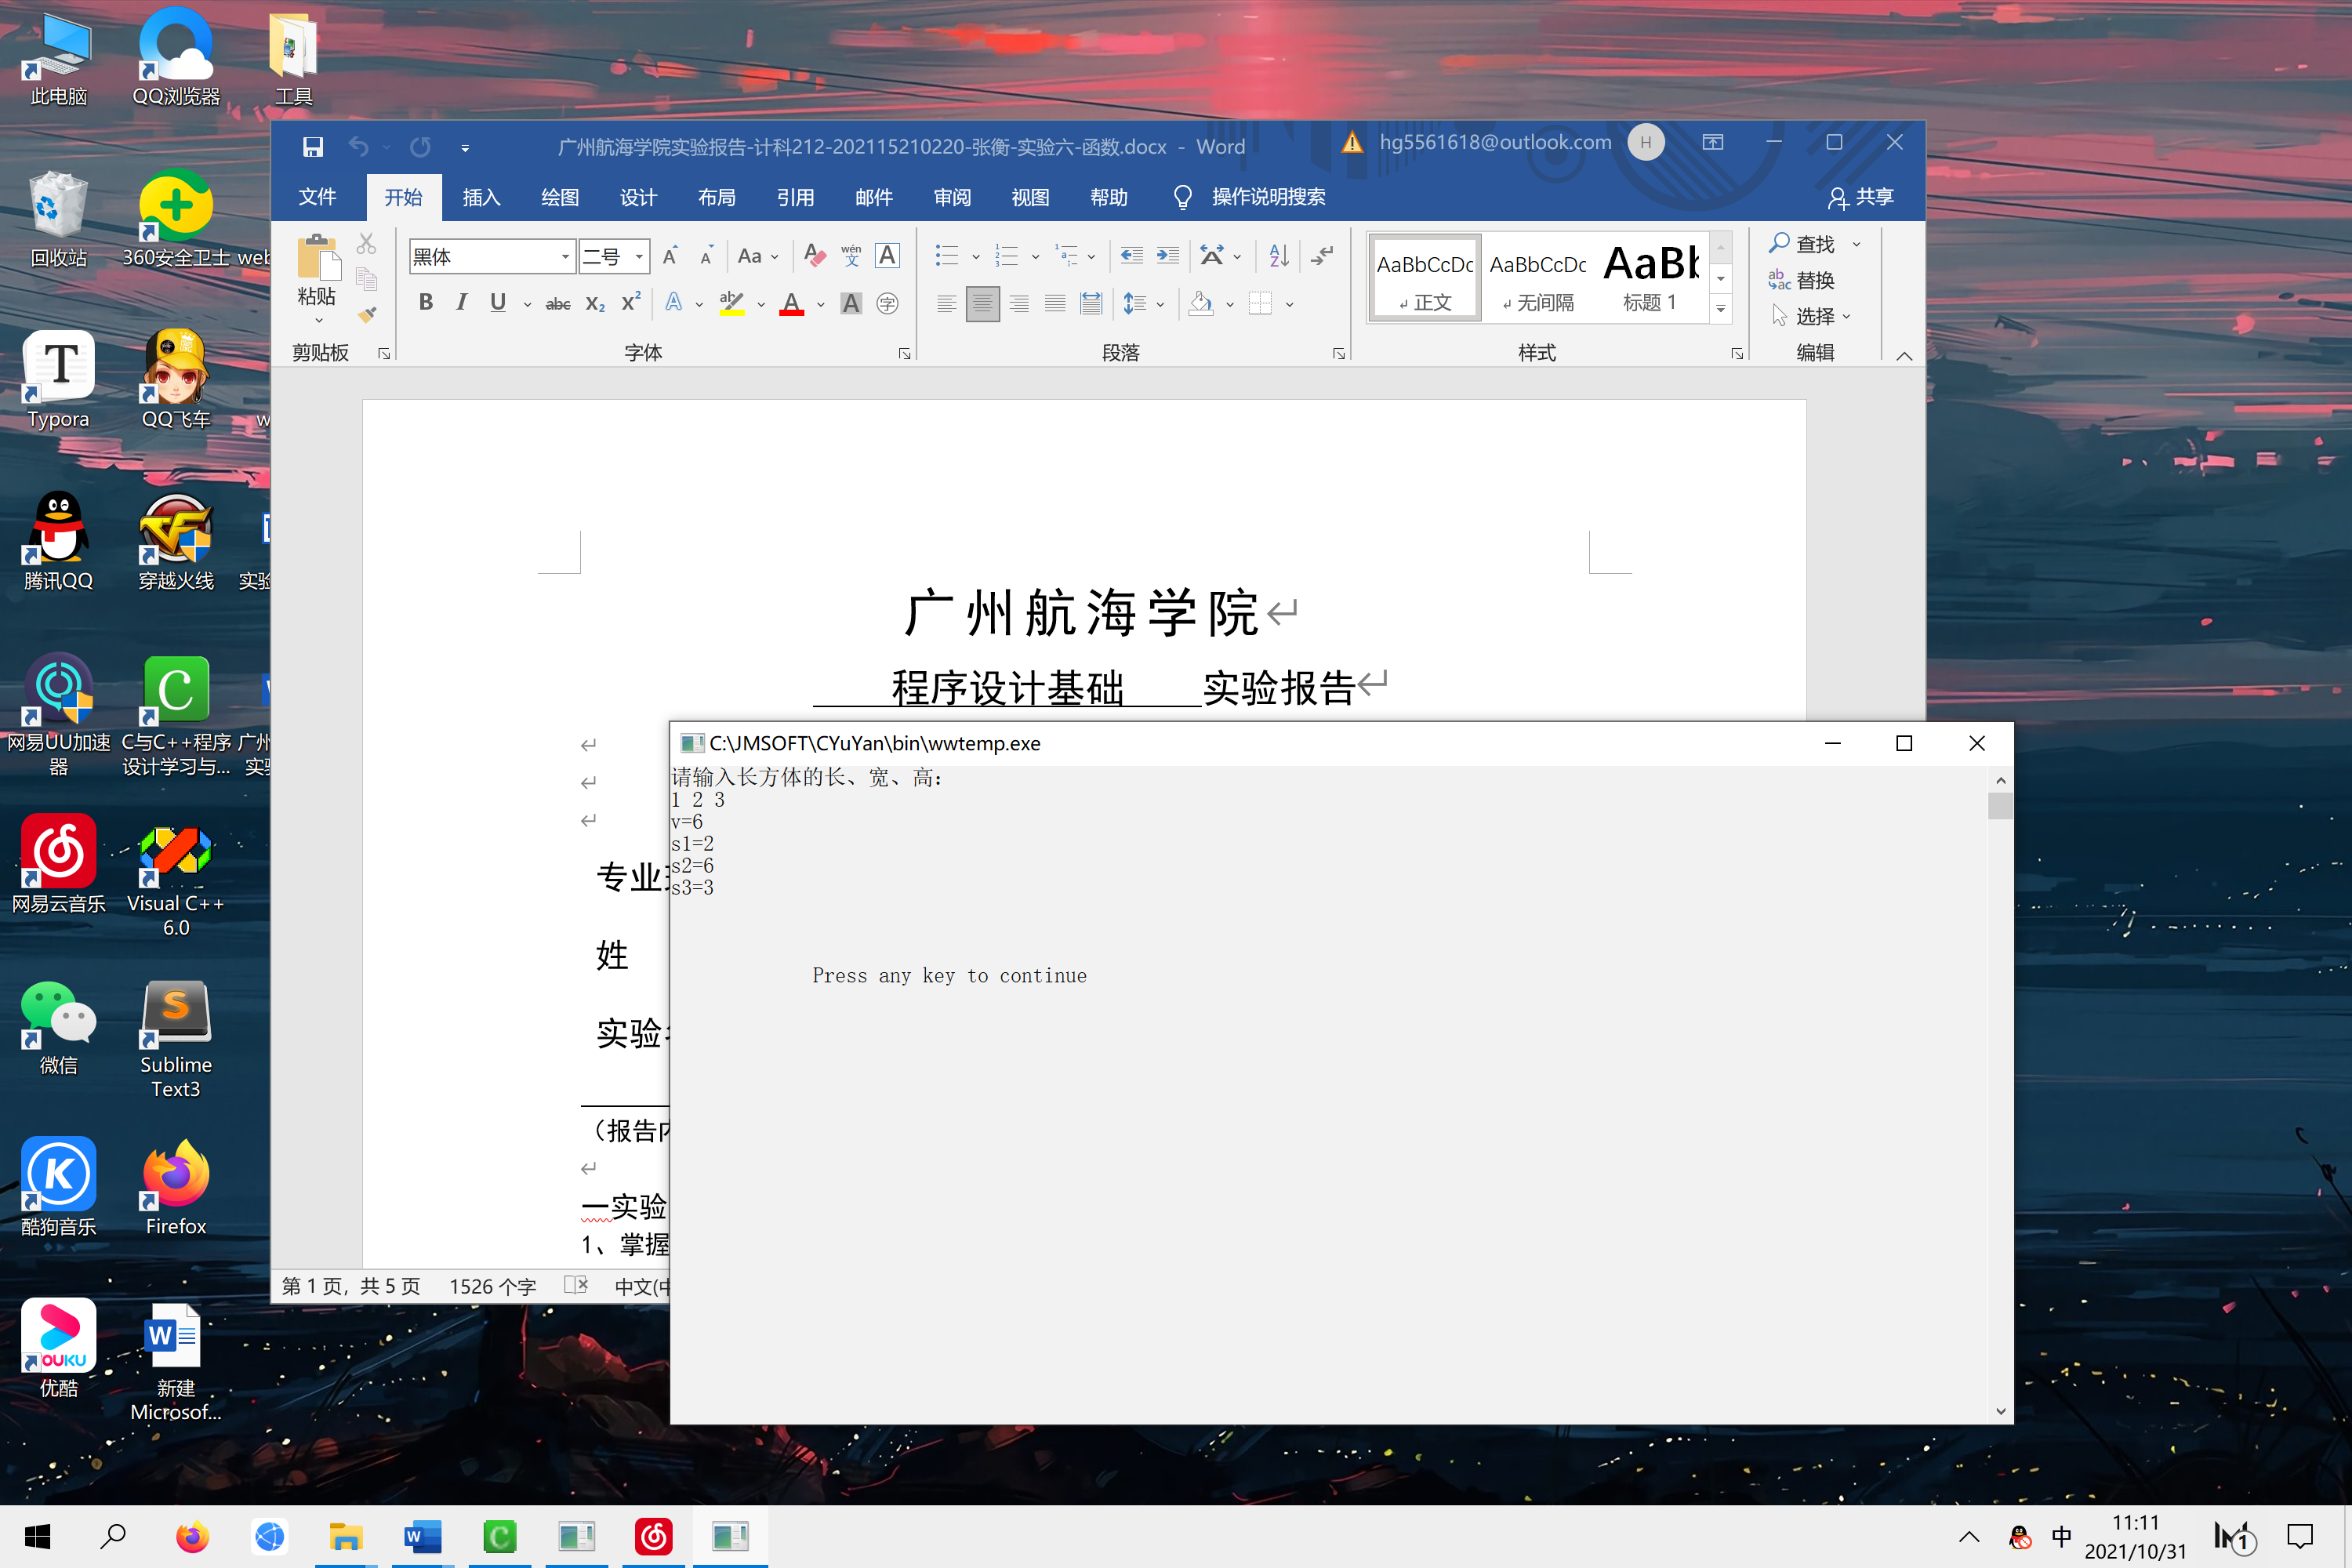 此电脑
QQ浏览器
工具
回收站
360安全卫士
Typora
QQ飞车
腾讯QQ
穿越火线
网易UU加速器
C与C++程序设计学习与...
网易云音乐
Visual C++ 6.0
微信
Sublime Text3
酷狗音乐
Firefox
优酷
新建 Microsof...
广州航海学院实验报告-计科212-202115210220-张衡-实验六-函数.docx - Word
hg5561618@outlook.com
H
文件 开始 插入 绘图 设计 布局 引用 邮件 审阅 视图 帮助 操作说明搜索 共享
粘贴
剪贴板
黑体 二号
字体
段落
AaBbCcDc AaBbCcDc AaBl
正文 无间隔 标题 1
样式
查找
替换
选择
编辑
广州航海学院
程序设计基础 实验报告
专业
姓
实验
（报告内
一实验
1、掌握
第 1 页，共 5 页 1526 个字 中文(中
C:\JMSOFT\CYuYan\bin\wwtemp.exe
请输入长方体的长、宽、高：
1 2 3
v=6
s1=2
s2=6
s3=3
Press any key to continue
中
11:11
2021/10/31
1